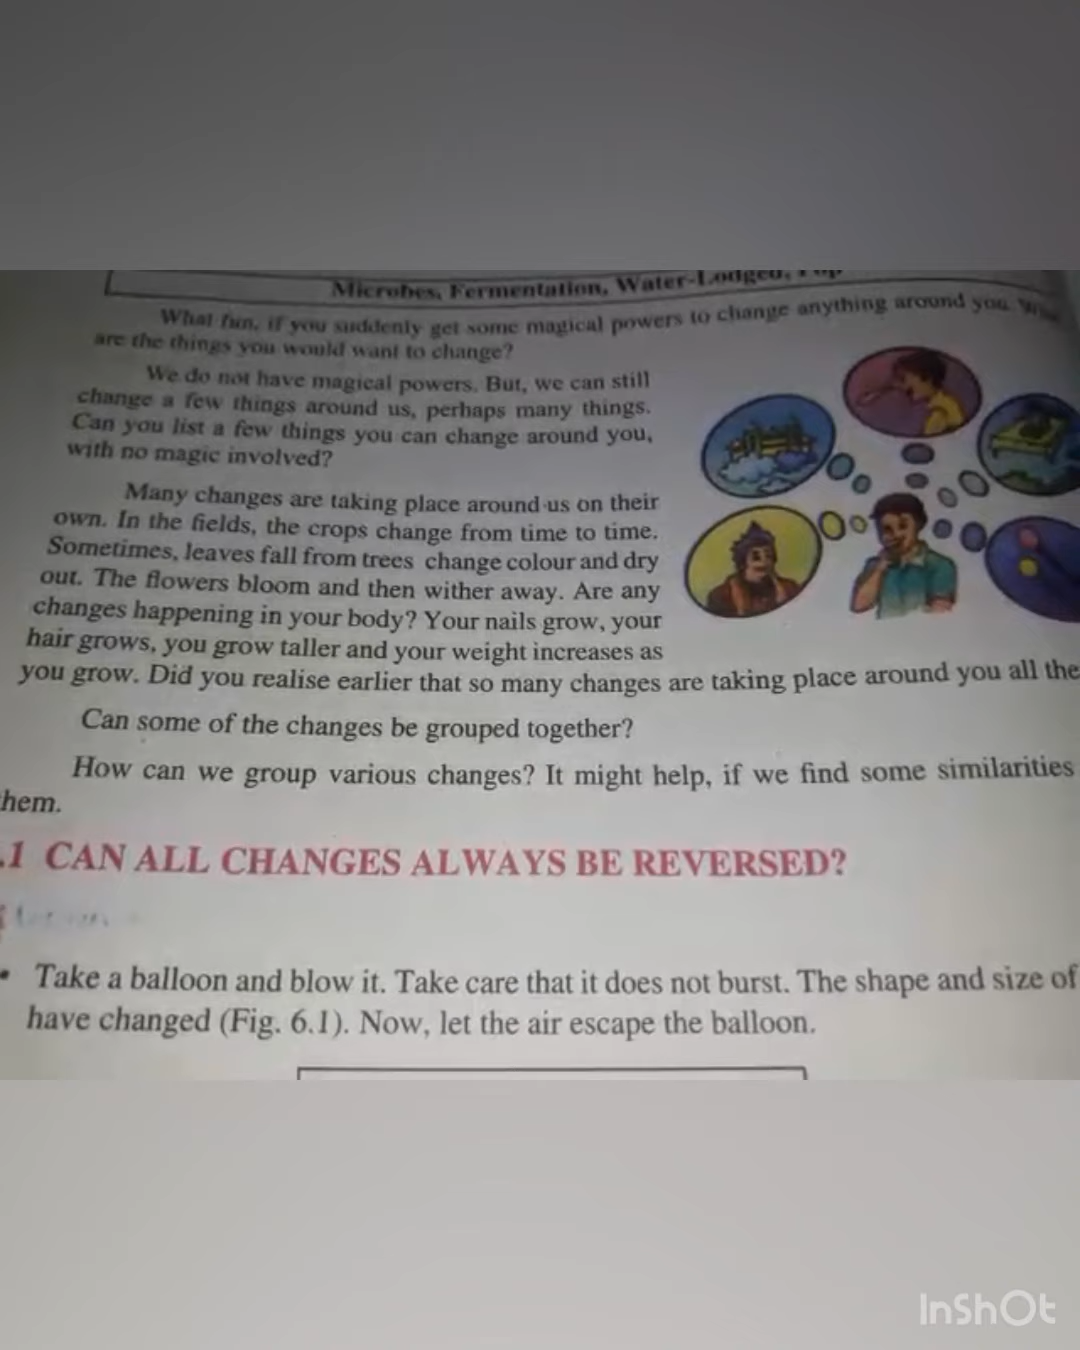 Microbes, Fermentation, Water-Lodged,
What fun, if you suddenly get some magical powers to change anything around you.
are the things you would want to change?
We do not have magical powers. But, we can still
change a few things around us, perhaps many things.
Can you list a few things you can change around you,
with no magic involved?
Many changes are taking place around us on their
own. In the fields, the crops change from time to time.
Sometimes, leaves fall from trees change colour and dry
out. The flowers bloom and then wither away. Are any
changes happening in your body? Your nails grow, your
hair grows, you grow taller and your weight increases as
you grow. Did you realise earlier that so many changes are taking place around you all the
Can some of the changes be grouped together?
How can we group various changes? It might help, if we find some similarities
hem.
.1 CAN ALL CHANGES ALWAYS BE REVERSED?
• Take a balloon and blow it. Take care that it does not burst. The shape and size of
have changed (Fig. 6.1). Now, let the air escape the balloon.
InShOt